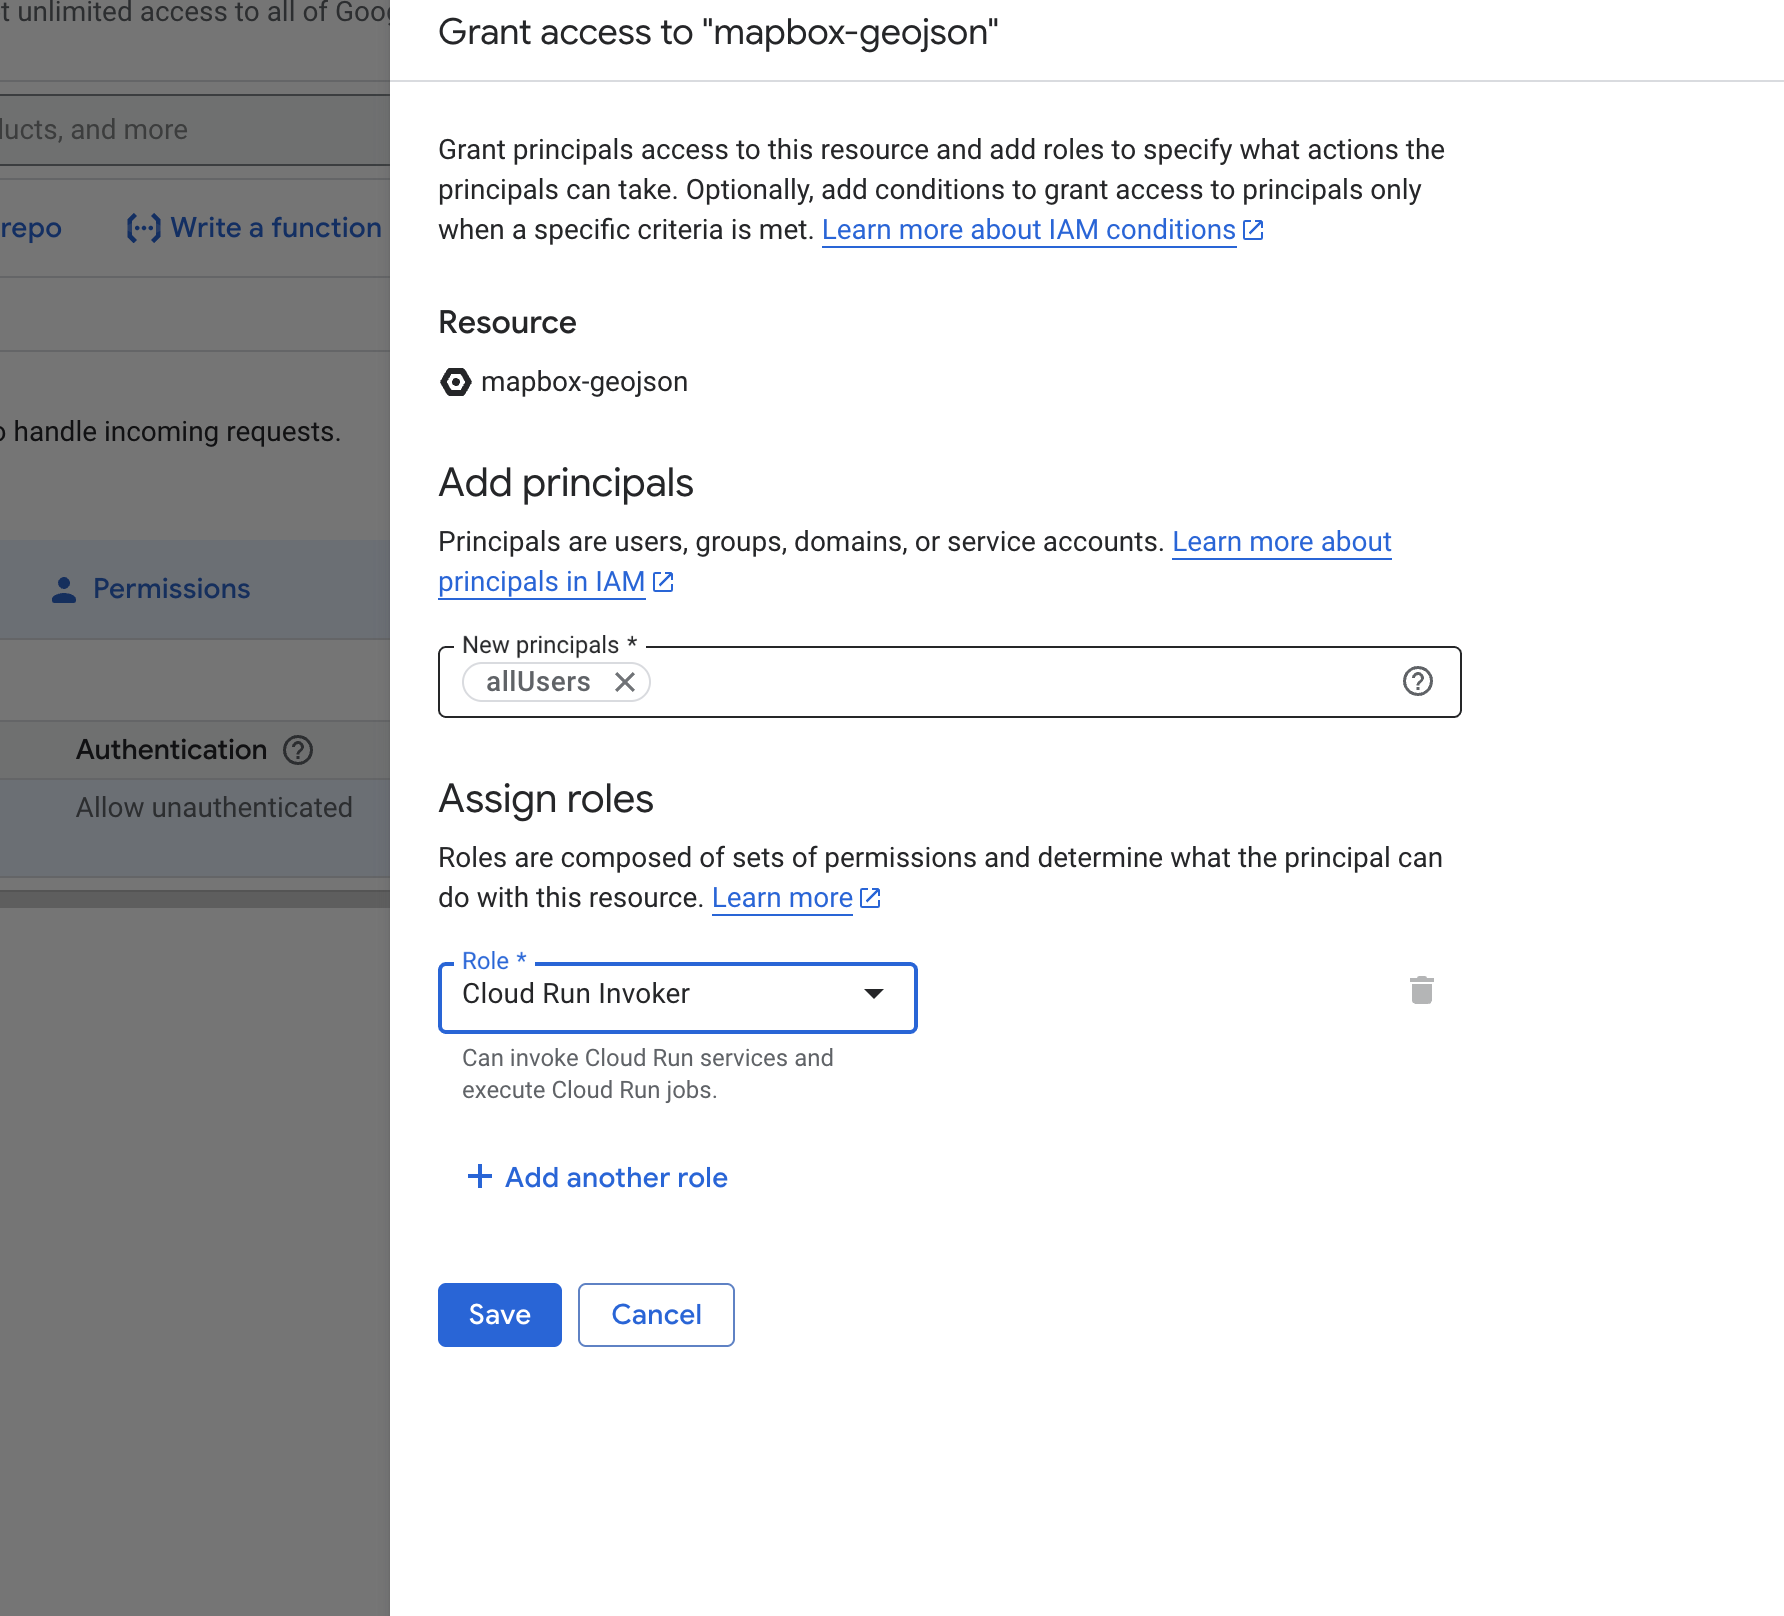 t unlimited access to all of Goo
ducts, and more
repo
Write a function
handle incoming requests.
Permissions
Authentication
Allow unauthenticated
Grant access to "mapbox-geojson"
Grant principals access to this resource and add roles to specify what actions the
principals can take. Optionally, add conditions to grant access to principals only
when a specific criteria is met. Learn more about IAM conditions
Resource
mapbox-geojson
Add principals
Principals are users, groups, domains, or service accounts. Learn more about
principals in IAM
New principals *
allUsers
Assign roles
Roles are composed of sets of permissions and determine what the principal can
do with this resource. Learn more
Role *
Cloud Run Invoker
Can invoke Cloud Run services and
execute Cloud Run jobs.
+ Add another role
Save
Cancel